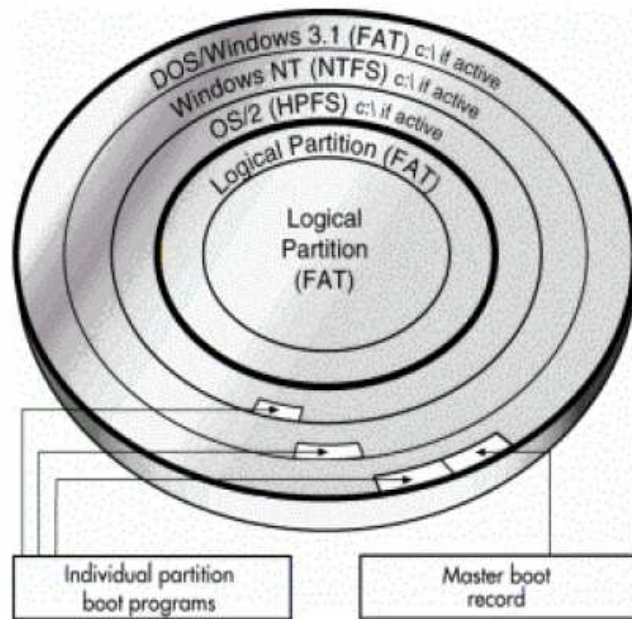 DOS/Windows 3.1 (FAT) c:\ if active
Windows NT (NTFS) c:\ if active
OS/2 (HPFS) c:\ if active
Logical Partition (FAT)
Logical
Partition
(FAT)
Individual partition
boot programs
Master boot
record